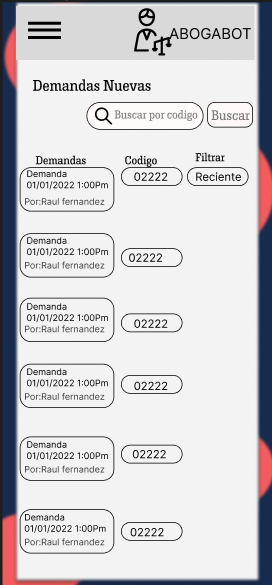 ABOGABOT
Demandas Nuevas
Buscar por codigo Buscar
Demandas Codigo Filtrar
Demanda
01/01/2022 1:00Pm 02222 Reciente
Por:Raul fernandez
Demanda
01/01/2022 1:00Pm 02222
Por:Raul fernandez
Demanda
01/01/2022 1:00Pm 02222
Por:Raul fernandez
Demanda
01/01/2022 1:00Pm 02222
Por:Raul fernandez
Demanda
01/01/2022 1:00Pm 02222
Por:Raul fernandez
Demanda
01/01/2022 1:00Pm 02222
Por:Raul fernandez